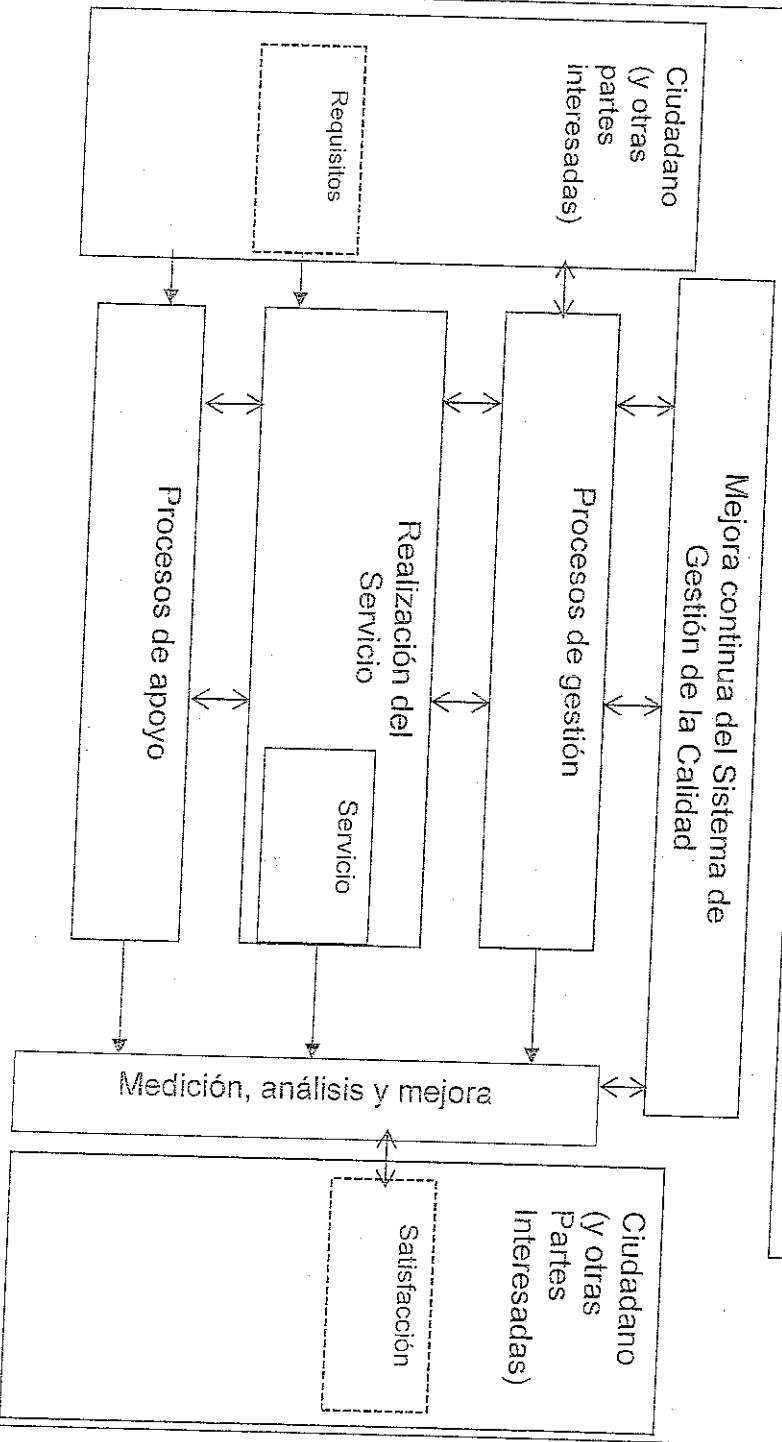 Mejora continua del Sistema de
Gestión de la Calidad
Ciudadano
(y otras
partes
interesadas)
Requisitos
Procesos de gestión
Realización del
Servicio
Servicio
Procesos de apoyo
Medición, análisis y mejora
Ciudadano
(y otras
Partes
Interesadas)
Satisfacción